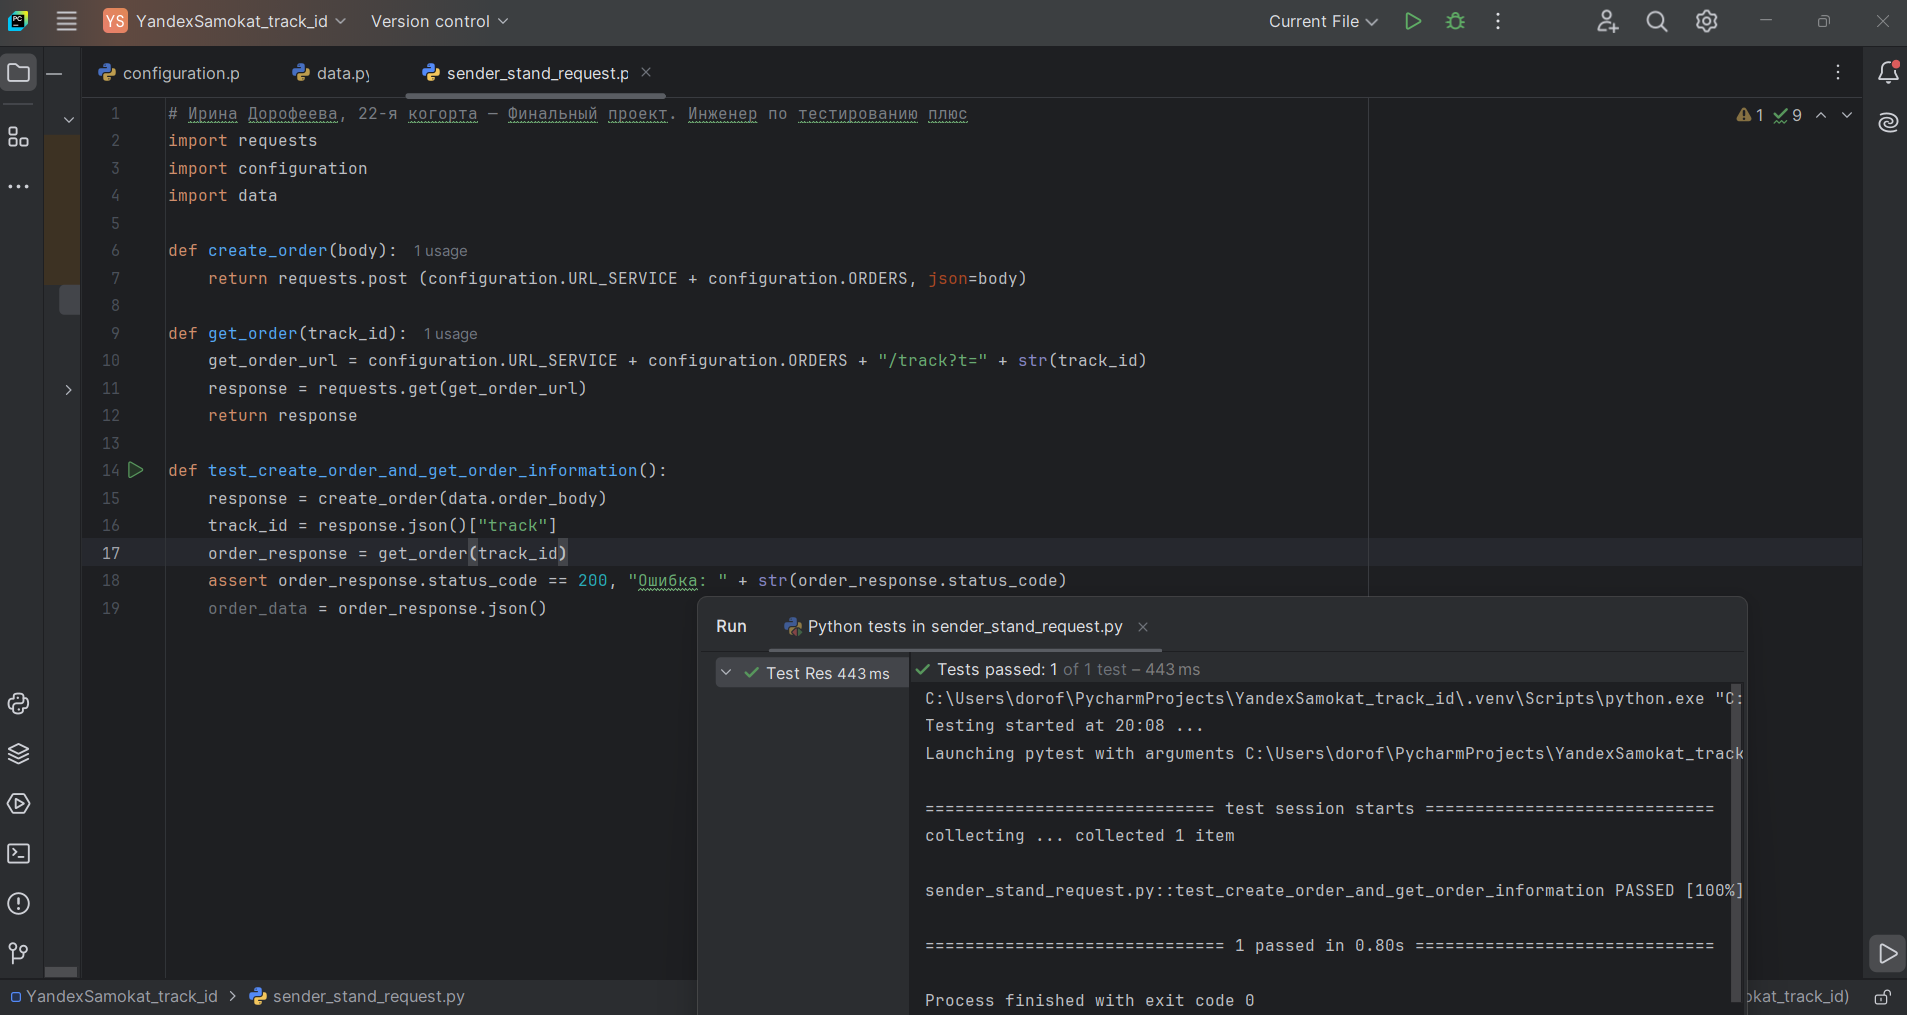 YS YandexSamokat_track_id Version control Current File
configuration.p data.py sender_stand_request.p
1 # Ирина Дорофеева, 22-я когорта — Финальный проект. Инженер по тестированию плюс
1 9
2 import requests
3 import configuration
4 import data
5
6 def create_order(body): 1 usage
7 return requests.post (configuration.URL_SERVICE + configuration.ORDERS, json=body)
8
9 def get_order(track_id): 1 usage
10 get_order_url = configuration.URL_SERVICE + configuration.ORDERS + "/track?t=" + str(track_id)
11 response = requests.get(get_order_url)
12 return response
13
14 def test_create_order_and_get_order_information():
15 response = create_order(data.order_body)
16 track_id = response.json()["track"]
17 order_response = get_order(track_id)
18 assert order_response.status_code == 200, "Ошибка: " + str(order_response.status_code)
19 order_data = order_response.json()
Run Python tests in sender_stand_request.py
Test Res 443 ms
Tests passed: 1 of 1 test – 443 ms
C:\Users\dorof\PycharmProjects\YandexSamokat_track_id\.venv\Scripts\python.exe "C:
Testing started at 20:08 ...
Launching pytest with arguments C:\Users\dorof\PycharmProjects\YandexSamokat_track
============================= test session starts =============================
collecting ... collected 1 item
sender_stand_request.py::test_create_order_and_get_order_information PASSED [100%]
============================== 1 passed in 0.80s ==============================
Process finished with exit code 0
YandexSamokat_track_id > sender_stand_request.py
okat_track_id)